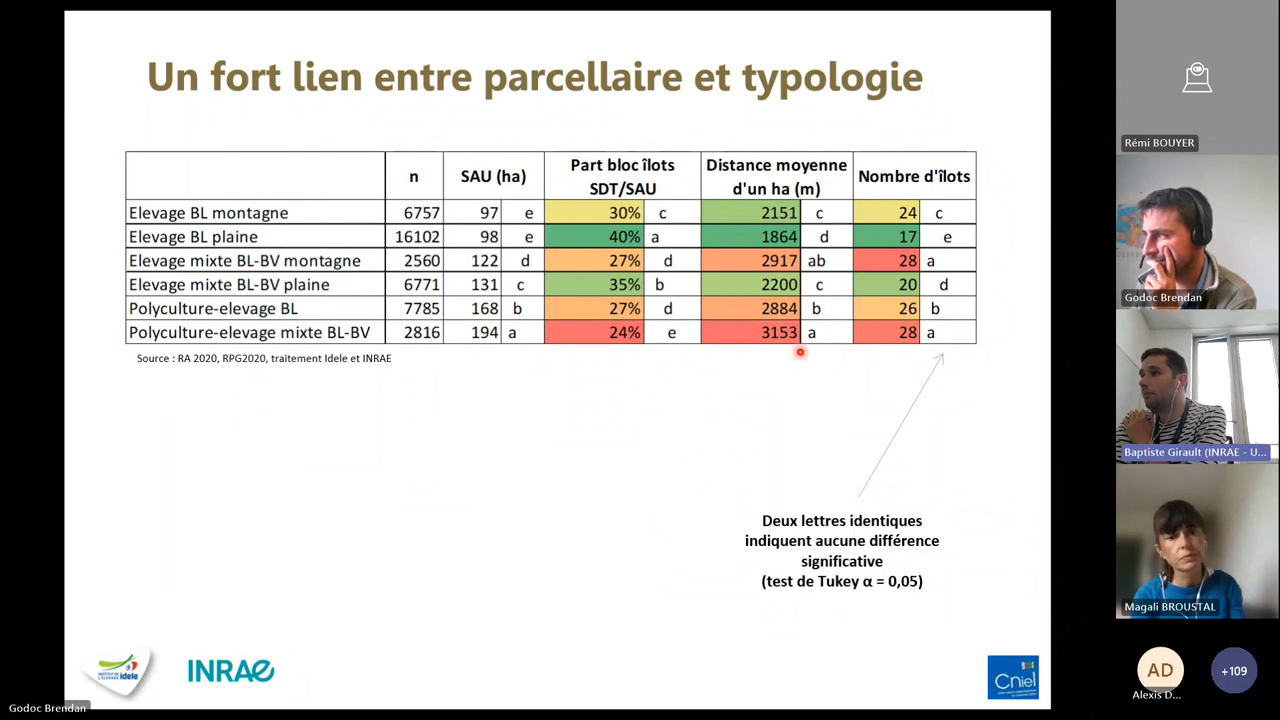 Un fort lien entre parcellaire et typologie
n SAU (ha) Part bloc îlots SDT/SAU Distance moyenne d'un ha (m) Nombre d'îlots
Elevage BL montagne 6757 97 e 30% c 2151 c 24 c
Elevage BL plaine 16102 98 e 40% a 1864 d 17 e
Elevage mixte BL-BV montagne 2560 122 d 27% d 2917 ab 28 a
Elevage mixte BL-BV plaine 6771 131 c 35% b 2200 c 20 d
Polyculture-elevage BL 7785 168 b 27% d 2884 b 26 b
Polyculture-elevage mixte BL-BV 2816 194 a 24% e 3153 a 28 a
Source : RA 2020, RPG2020, traitement Idele et INRAE
Deux lettres identiques
indiquent aucune différence
significative
(test de Tukey α = 0,05)
INSTITUT DE L'ÉLEVAGE idele
INRAE
Cniel
Godoc Brendan
Rémi BOUYER
Godoc Brendan
Baptiste Girault (INRAE - U...
Magali BROUSTAL
AD
Alexis D...
+109